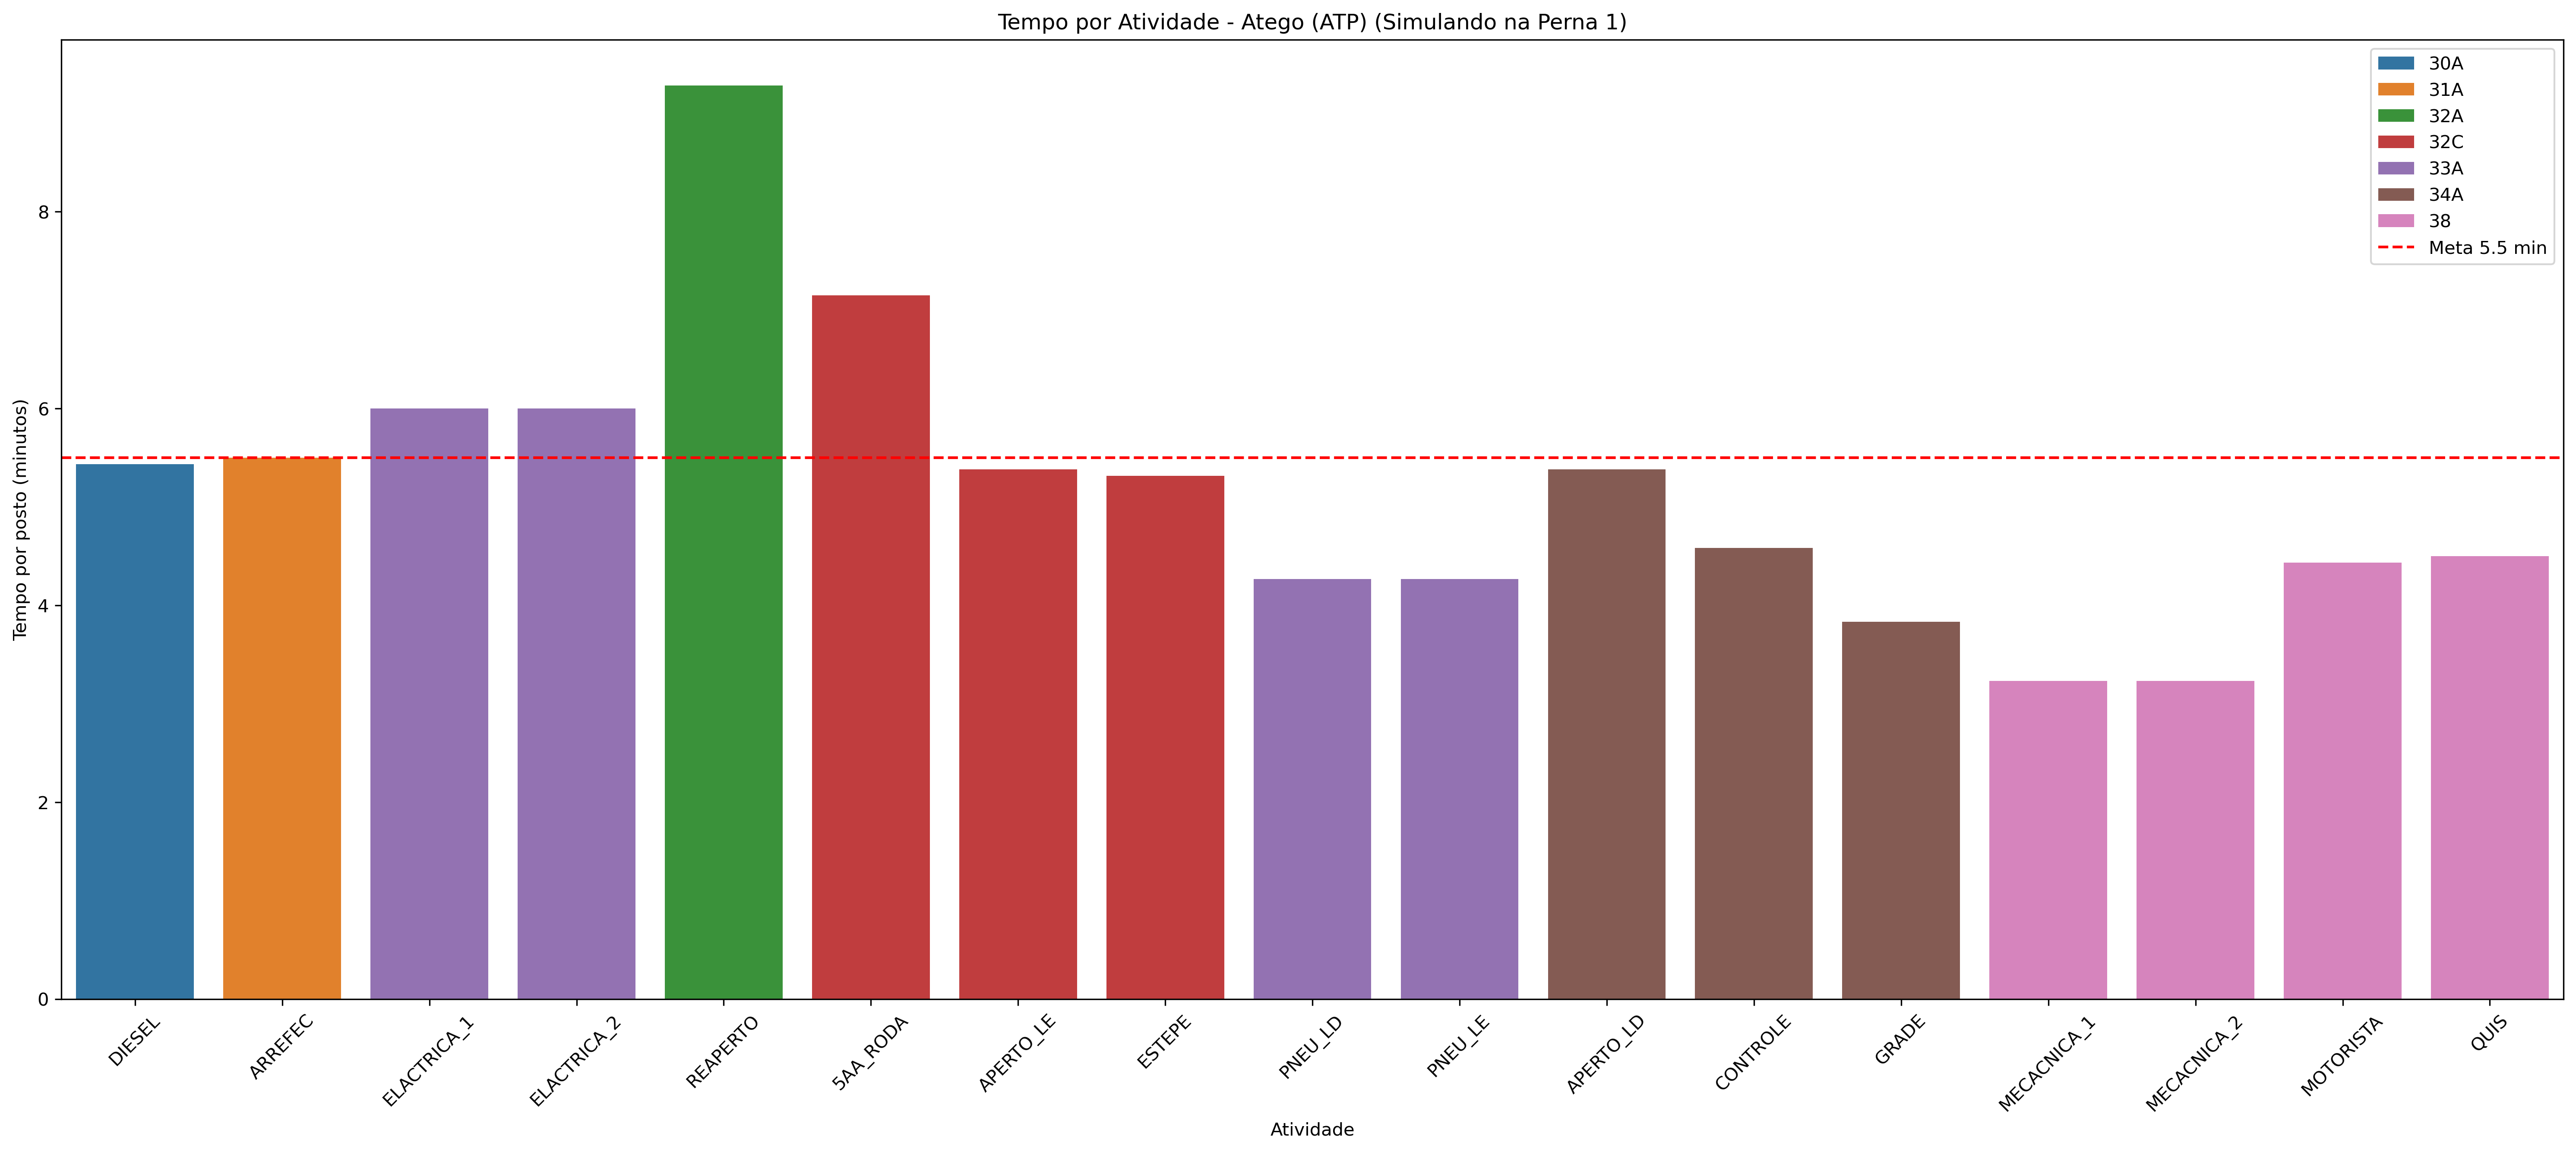 Tempo por Atividade - Atego (ATP) (Simulando na Perna 1)
30A
31A
32A
32C
33A
34A
38
Meta 5.5 min
Tempo por posto (minutos)
8
6
4
2
0
DIESEL
ARREFEC
ELACTRICA_1
ELACTRICA_2
REAPERTO
5AA_RODA
APERTO_LE
ESTEPE
PNEU_LD
PNEU_LE
APERTO_LD
CONTROLE
GRADE
MECACNICA_1
MECACNICA_2
MOTORISTA
QUIS
Atividade